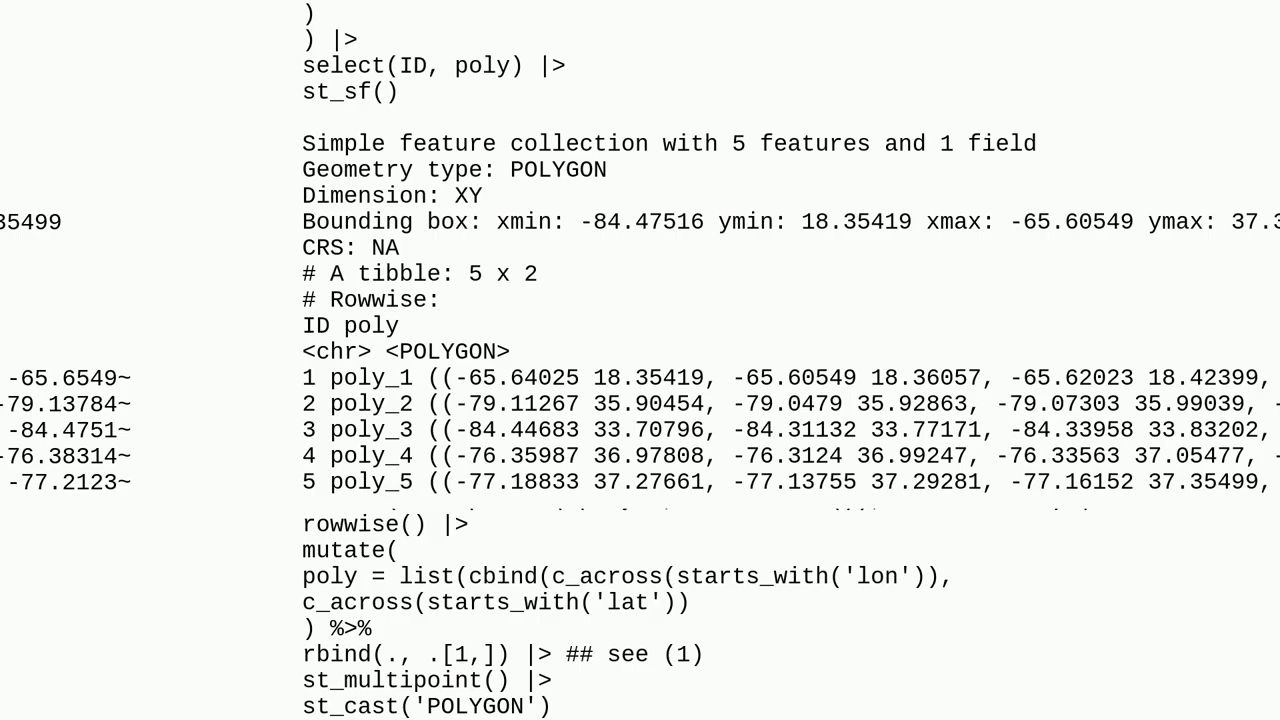 )
) |>
select(ID, poly) |>
st_sf()
Simple feature collection with 5 features and 1 field
Geometry type: POLYGON
Dimension: XY
35499 Bounding box: xmin: -84.47516 ymin: 18.35419 xmax: -65.60549 ymax: 37.3
CRS: NA
# A tibble: 5 x 2
# Rowwise:
ID poly
<chr> <POLYGON>
-65.6549~ 1 poly_1 ((-65.64025 18.35419, -65.60549 18.36057, -65.62023 18.42399,
-79.13784~ 2 poly_2 ((-79.11267 35.90454, -79.0479 35.92863, -79.07303 35.99039, -
-84.4751~ 3 poly_3 ((-84.44683 33.70796, -84.31132 33.77171, -84.33958 33.83202,
-76.38314~ 4 poly_4 ((-76.35987 36.97808, -76.3124 36.99247, -76.33563 37.05477, -
-77.2123~ 5 poly_5 ((-77.18833 37.27661, -77.13755 37.29281, -77.16152 37.35499,
rowwise() |>
mutate(
poly = list(cbind(c_across(starts_with('lon')),
c_across(starts_with('lat'))
) %>%
rbind(., .[1,]) |> ## see (1)
st_multipoint() |>
st_cast('POLYGON')